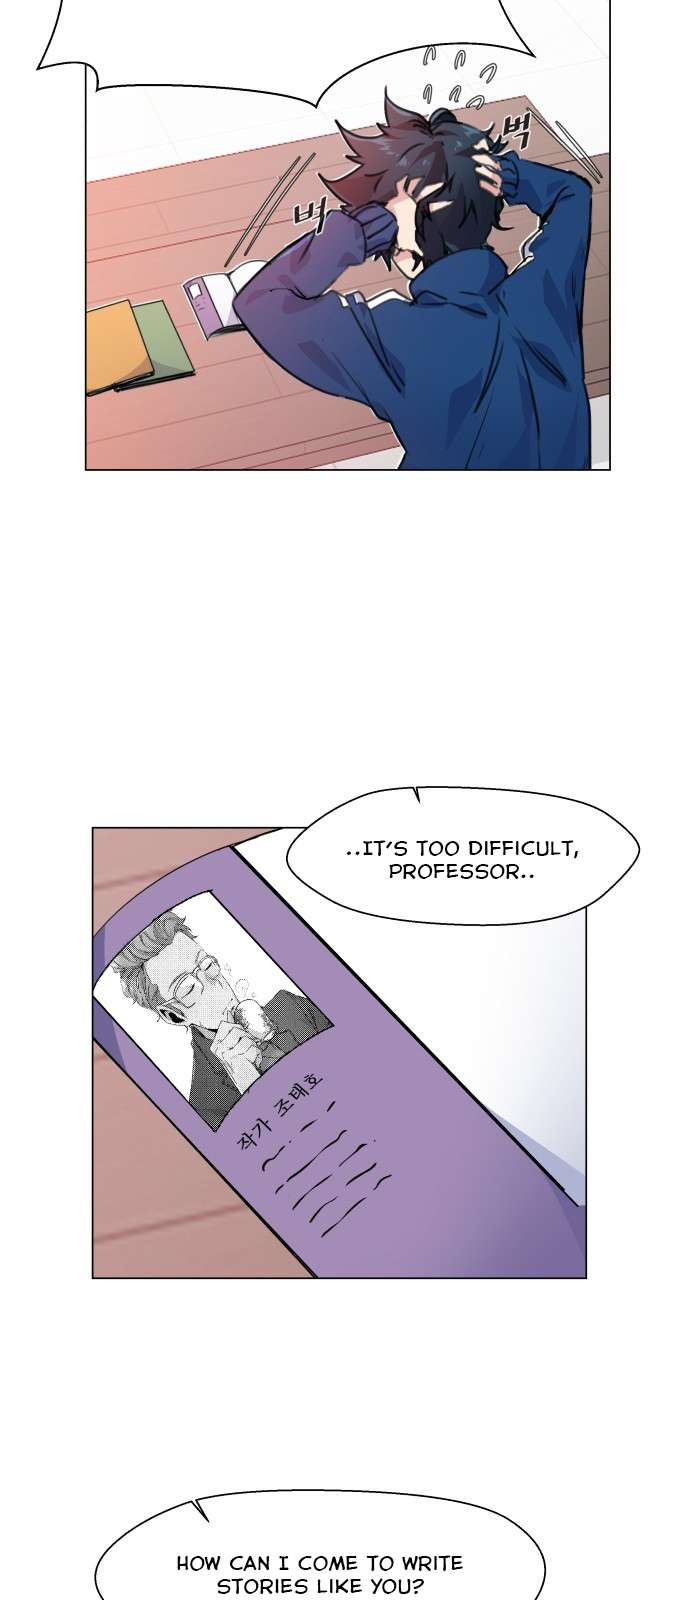 벅
벅
..IT'S TOO DIFFICULT,
PROFESSOR..
작가 조태호
HOW CAN I COME TO WRITE
STORIES LIKE YOU?